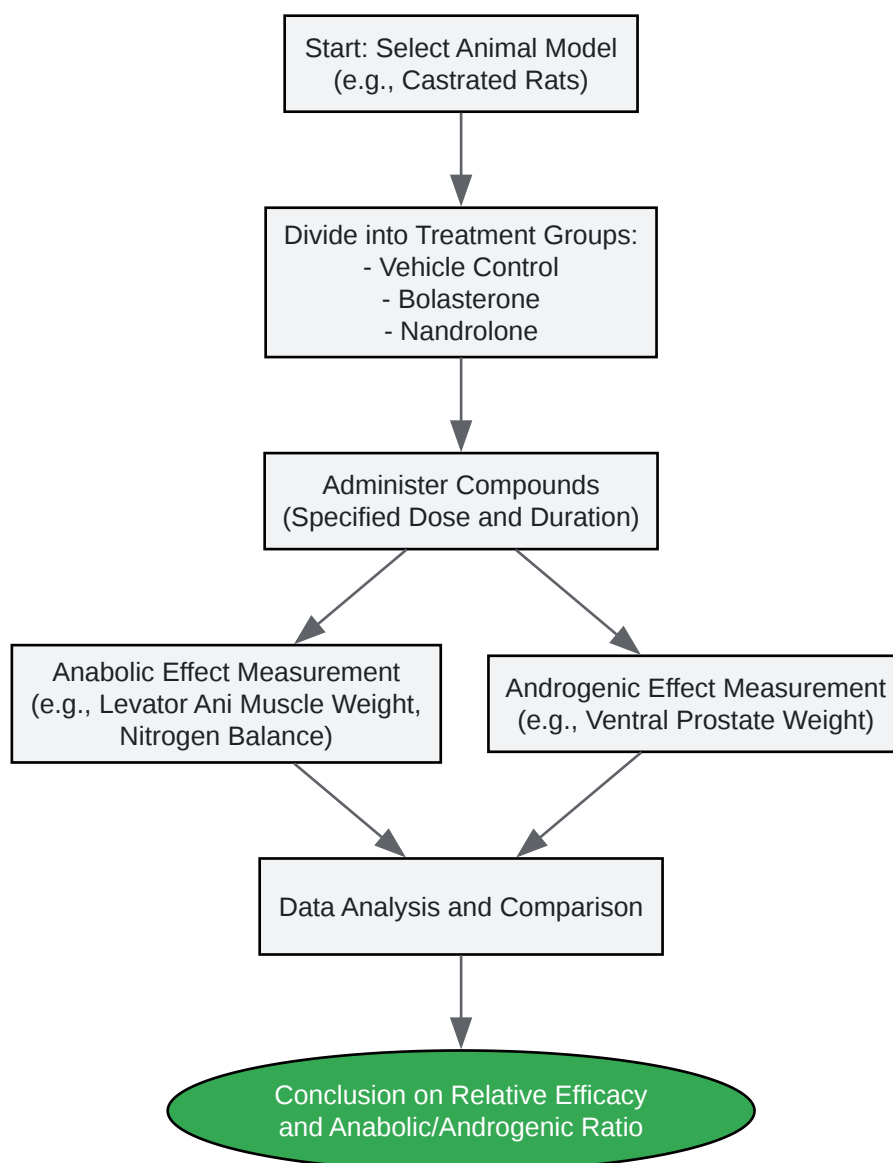 Start: Select Animal Model
(e.g., Castrated Rats)
Divide into Treatment Groups:
- Vehicle Control
- Bolasterone
- Nandrolone
Administer Compounds
(Specified Dose and Duration)
Anabolic Effect Measurement
(e.g., Levator Ani Muscle Weight,
Nitrogen Balance)
Androgenic Effect Measurement
(e.g., Ventral Prostate Weight)
Data Analysis and Comparison
Conclusion on Relative Efficacy
and Anabolic/Androgenic Ratio